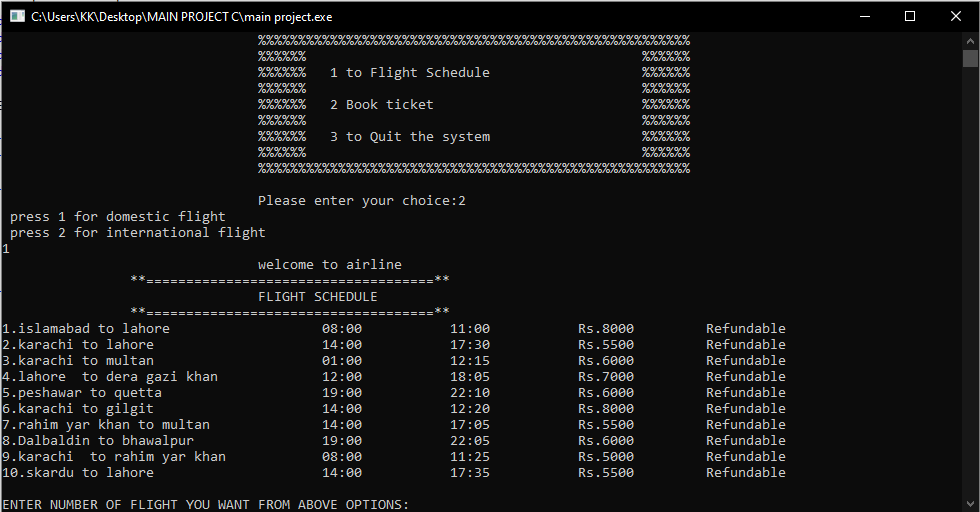 C:\Users\KK\Desktop\MAIN PROJECT C\main project.exe
%%%%%%%%%%%%%%%%%%%%%%%%%%%%%%%%%%%%%%%%%%%%%%%%%%%%%%
%%%%%% %%%%%%
%%%%%% 1 to Flight Schedule %%%%%%
%%%%%% %%%%%%
%%%%%% 2 Book ticket %%%%%%
%%%%%% %%%%%%
%%%%%% 3 to Quit the system %%%%%%
%%%%%% %%%%%%
%%%%%%%%%%%%%%%%%%%%%%%%%%%%%%%%%%%%%%%%%%%%%%%%%%%%%%
Please enter your choice:2
press 1 for domestic flight
press 2 for international flight
1
welcome to airline
**====================================**
FLIGHT SCHEDULE
**====================================**
1.islamabad to lahore 08:00 11:00 Rs.8000 Refundable
2.karachi to lahore 14:00 17:30 Rs.5500 Refundable
3.karachi to multan 01:00 12:15 Rs.6000 Refundable
4.lahore  to dera gazi khan 12:00 18:05 Rs.7000 Refundable
5.peshawar to quetta 19:00 22:10 Rs.6000 Refundable
6.karachi to gilgit 14:00 12:20 Rs.8000 Refundable
7.rahim yar khan to multan 14:00 17:05 Rs.5500 Refundable
8.Dalbaldin to bhawalpur 19:00 22:05 Rs.6000 Refundable
9.karachi  to rahim yar khan 08:00 11:25 Rs.5000 Refundable
10.skardu to lahore 14:00 17:35 Rs.5500 Refundable
ENTER NUMBER OF FLIGHT YOU WANT FROM ABOVE OPTIONS: